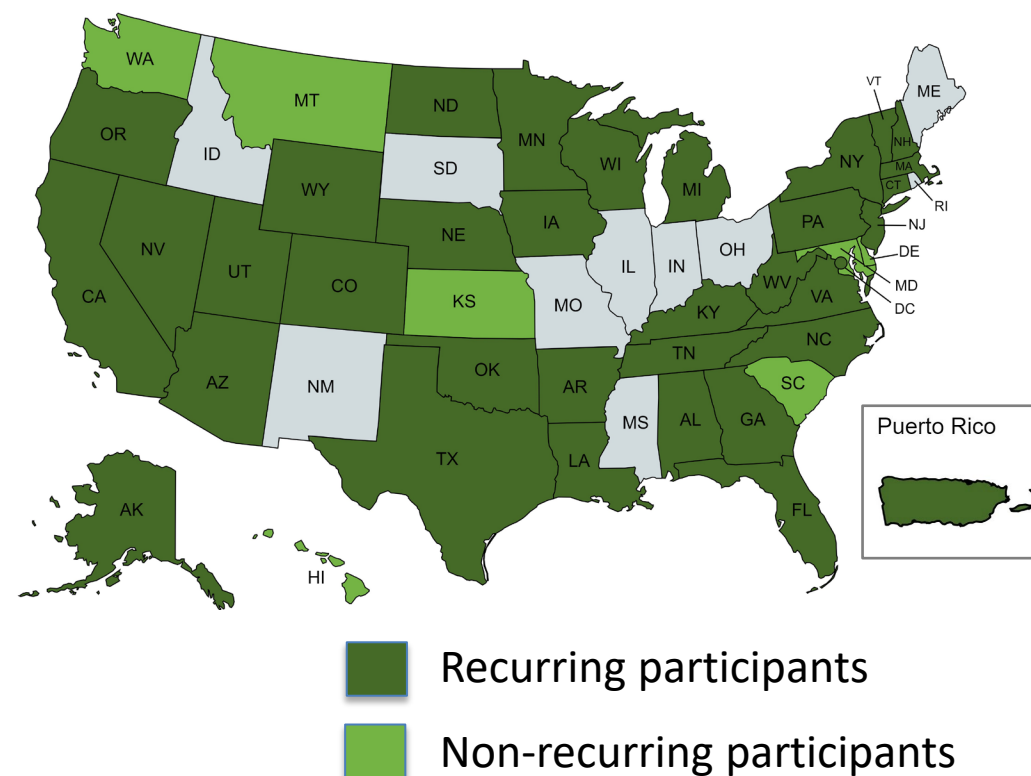 WA
MT
ND
MN
VT
ME
OR
ID
SD
WI
MI
NY
NH
MA
CT
RI
WY
IA
NE
PA
NJ
NV
UT
CO
IL
IN
OH
DE
MD
DC
CA
KS
MO
WV
VA
KY
NC
TN
AZ
NM
OK
AR
SC
MS
AL
GA
TX
LA
FL
Puerto Rico
AK
HI
Recurring participants
Non-recurring participants